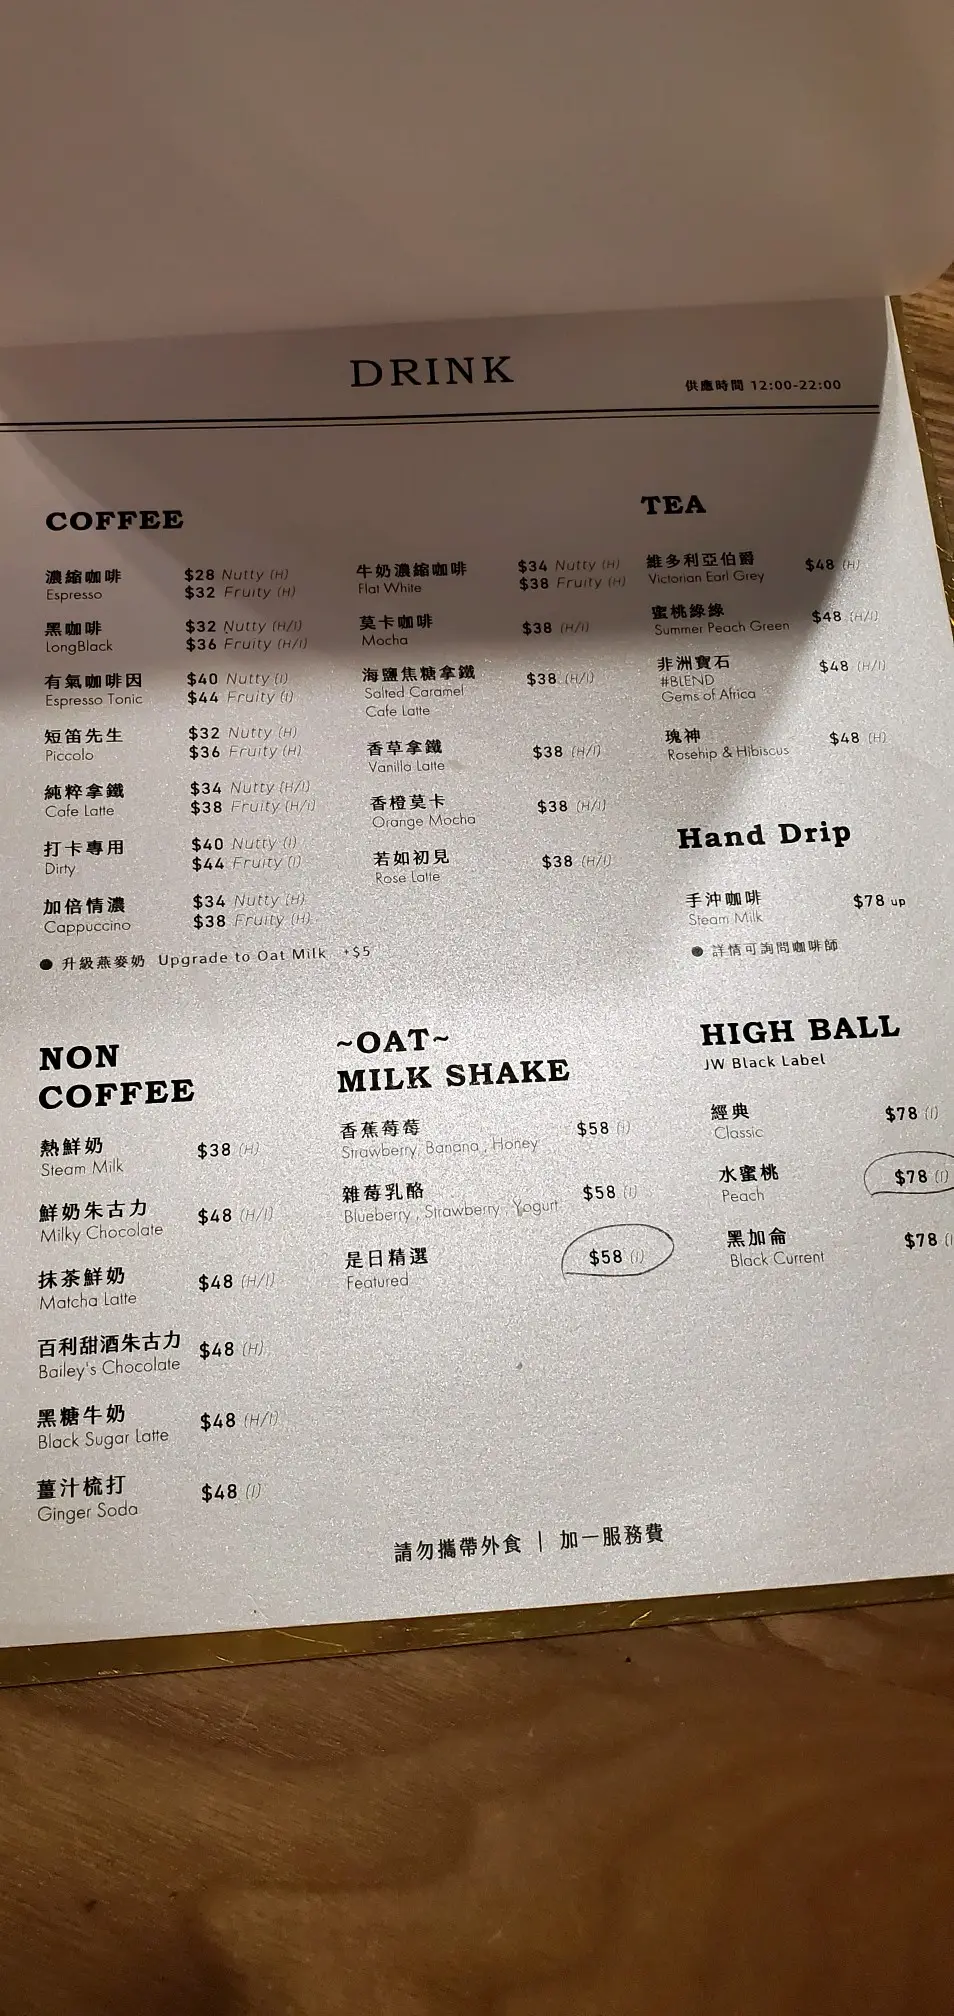 DRINK
供應時間 12:00-22:00
COFFEE
濃縮咖啡 $28 Nutty (H)
Espresso $32 Fruity (H)
黑咖啡 $32 Nutty (H/I)
LongBlack $36 Fruity (H/I)
有氣咖啡因 $40 Nutty (I)
Espresso Tonic $44 Fruity (I)
短笛先生 $32 Nutty (H)
Piccolo $36 Fruity (H)
純粹拿鐵 $34 Nutty (H/I)
Cafe Latte $38 Fruity (H/I)
打卡專用 $40 Nutty (I)
Dirty $44 Fruity (I)
加倍情濃 $34 Nutty (H)
Cappuccino $38 Fruity (H)
牛奶濃縮咖啡 $34 Nutty (H)
Flat White $38 Fruity (H)
莫卡咖啡 $38 (H/I)
Mocha
海鹽焦糖拿鐵 $38 (H/I)
Salted Caramel
Cafe Latte
香草拿鐵 $38 (H/I)
Vanilla Latte
香橙莫卡 $38 (H/I)
Orange Mocha
若如初見 $38 (H/I)
Rose Latte
● 升級燕麥奶 Upgrade to Oat Milk +$5
TEA
維多利亞伯爵 $48 (H)
Victorian Earl Grey
蜜桃綠綠 $48 (H/I)
Summer Peach Green
非洲寶石 $48 (H/I)
#BLEND
Gems of Africa
瑰神 $48 (H)
Rosehip & Hibiscus
Hand Drip
手沖咖啡 $78 up
Steam Milk
● 詳情可詢問咖啡師
NON
COFFEE
熱鮮奶 $38 (H)
Steam Milk
鮮奶朱古力 $48 (H/I)
Milky Chocolate
抹茶鮮奶 $48 (H/I)
Matcha Latte
百利甜酒朱古力 $48 (H)
Bailey's Chocolate
黑糖牛奶 $48 (H/I)
Black Sugar Latte
薑汁梳打 $48 (I)
Ginger Soda
~OAT~
MILK SHAKE
香蕉莓莓 $58 (I)
Strawberry, Banana , Honey
雜莓乳酪 $58 (I)
Blueberry , Strawberry , Yogurt
是日精選 $58 (I)
Featured
HIGH BALL
JW Black Label
經典 $78 (I)
Classic
水蜜桃 $78 (I)
Peach
黑加侖 $78 (I
Black Current
請勿攜帶外食 | 加一服務費